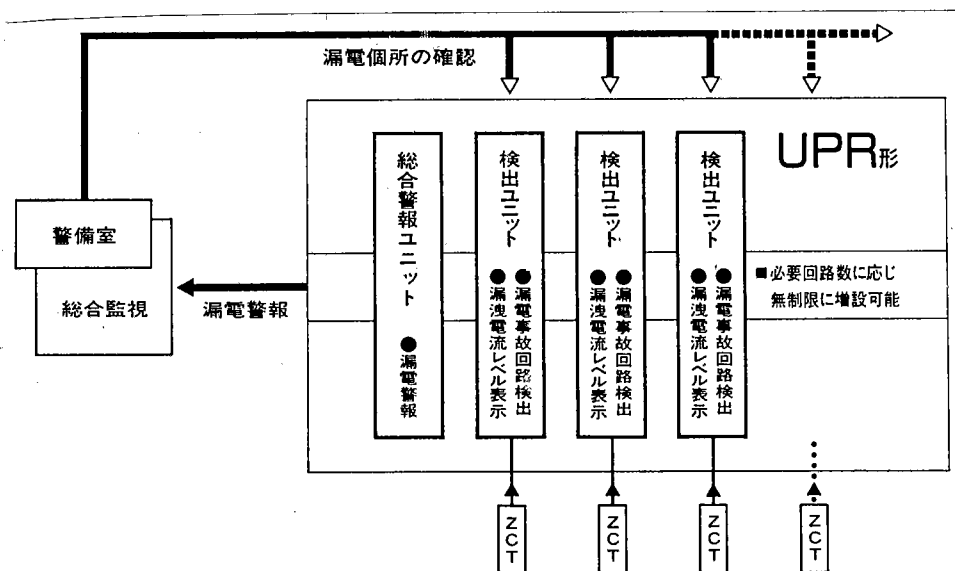 漏電個所の確認
UPR形
総合警報ユニット
●漏電警報
検出ユニット
●漏電事故回路検出
●漏洩電流レベル表示
検出ユニット
●漏電事故回路検出
●漏洩電流レベル表示
検出ユニット
●漏電事故回路検出
●漏洩電流レベル表示
■必要回路数に応じ
無制限に増設可能
警備室
総合監視
漏電警報
ZCT
ZCT
ZCT
ZCT